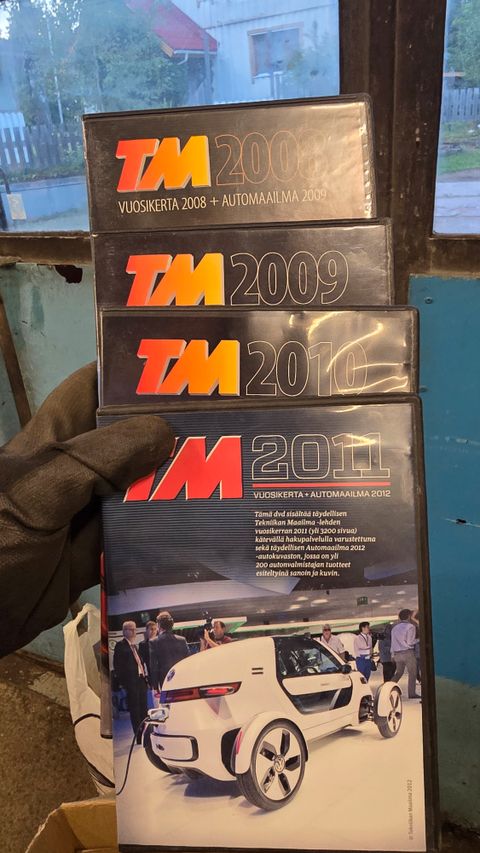 TM 2008
VUOSIKERTA 2008 + AUTOMAAILMA 2009
TM 2009
TM 2010
TM 2011
VUOSIKERTA + AUTOMAAILMA 2012
Tämä dvd sisältää täydellisen
Tekniikan Maailma -lehden
vuosikerran 2011 (yli 3200 sivua)
kätevällä hakupalvelulla varustettuna
sekä täydellisen Automaailma 2012
-autokuvaston, jossa on yli
200 autonvalmistajan tuotteet
esiteltyinä sanoin ja kuvin.
© Tekniikan Maailma 2012